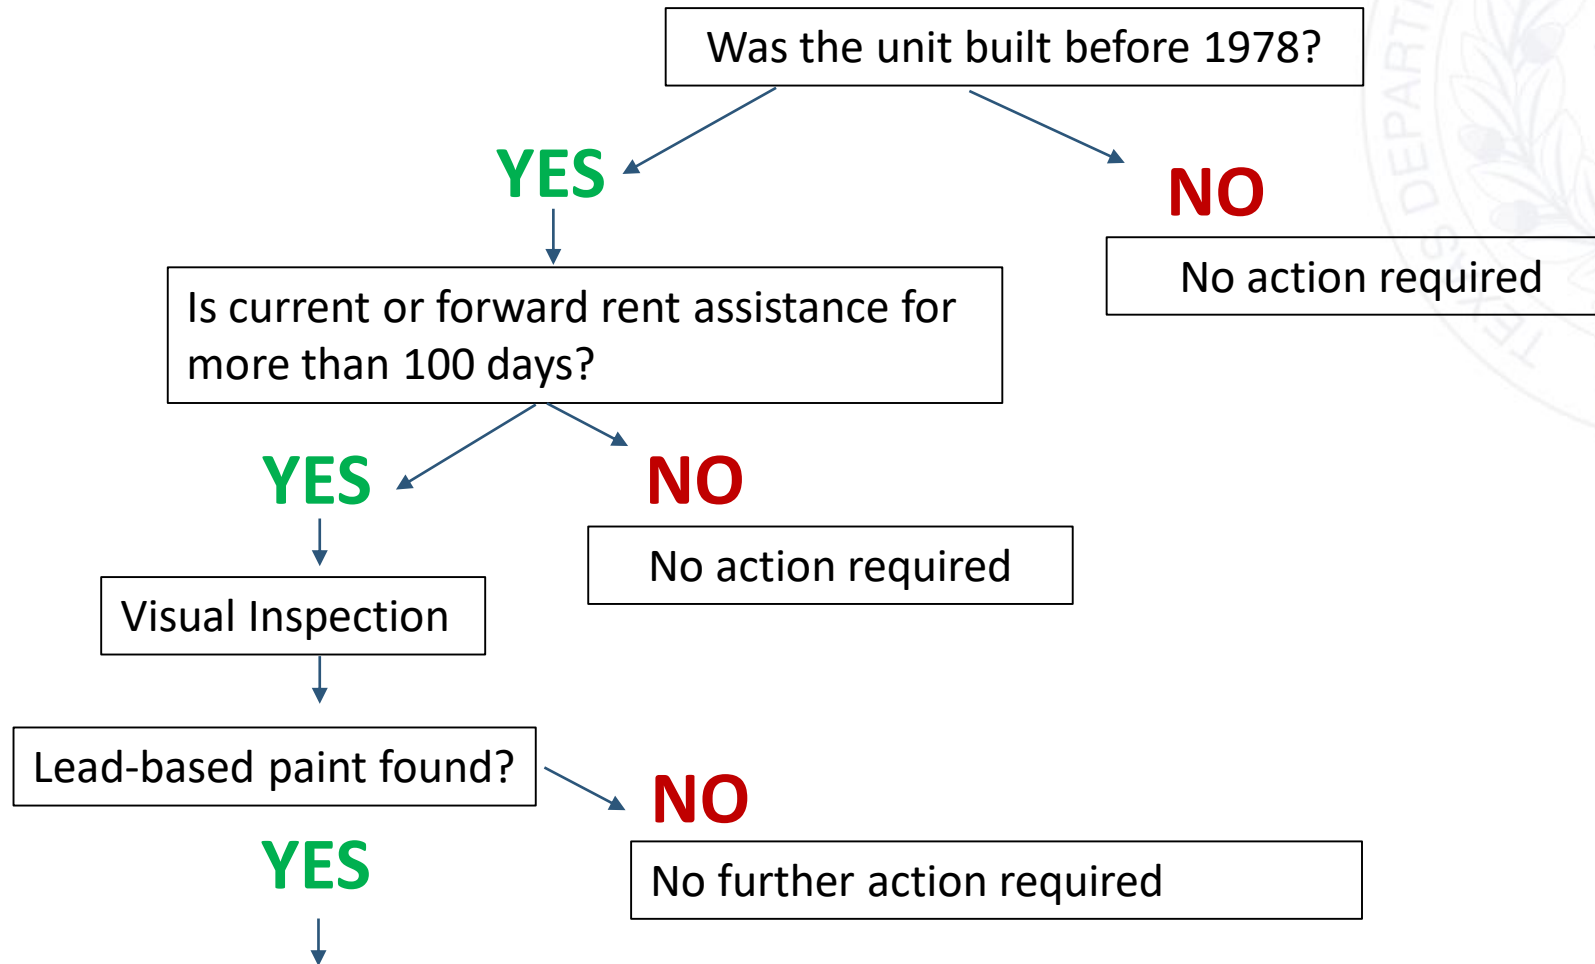 Was the unit built before 1978?
YES
NO
No action required
Is current or forward rent assistance for
more than 100 days?
YES
NO
No action required
Visual Inspection
Lead-based paint found?
NO
YES
No further action required
TEXAS DEPARTI